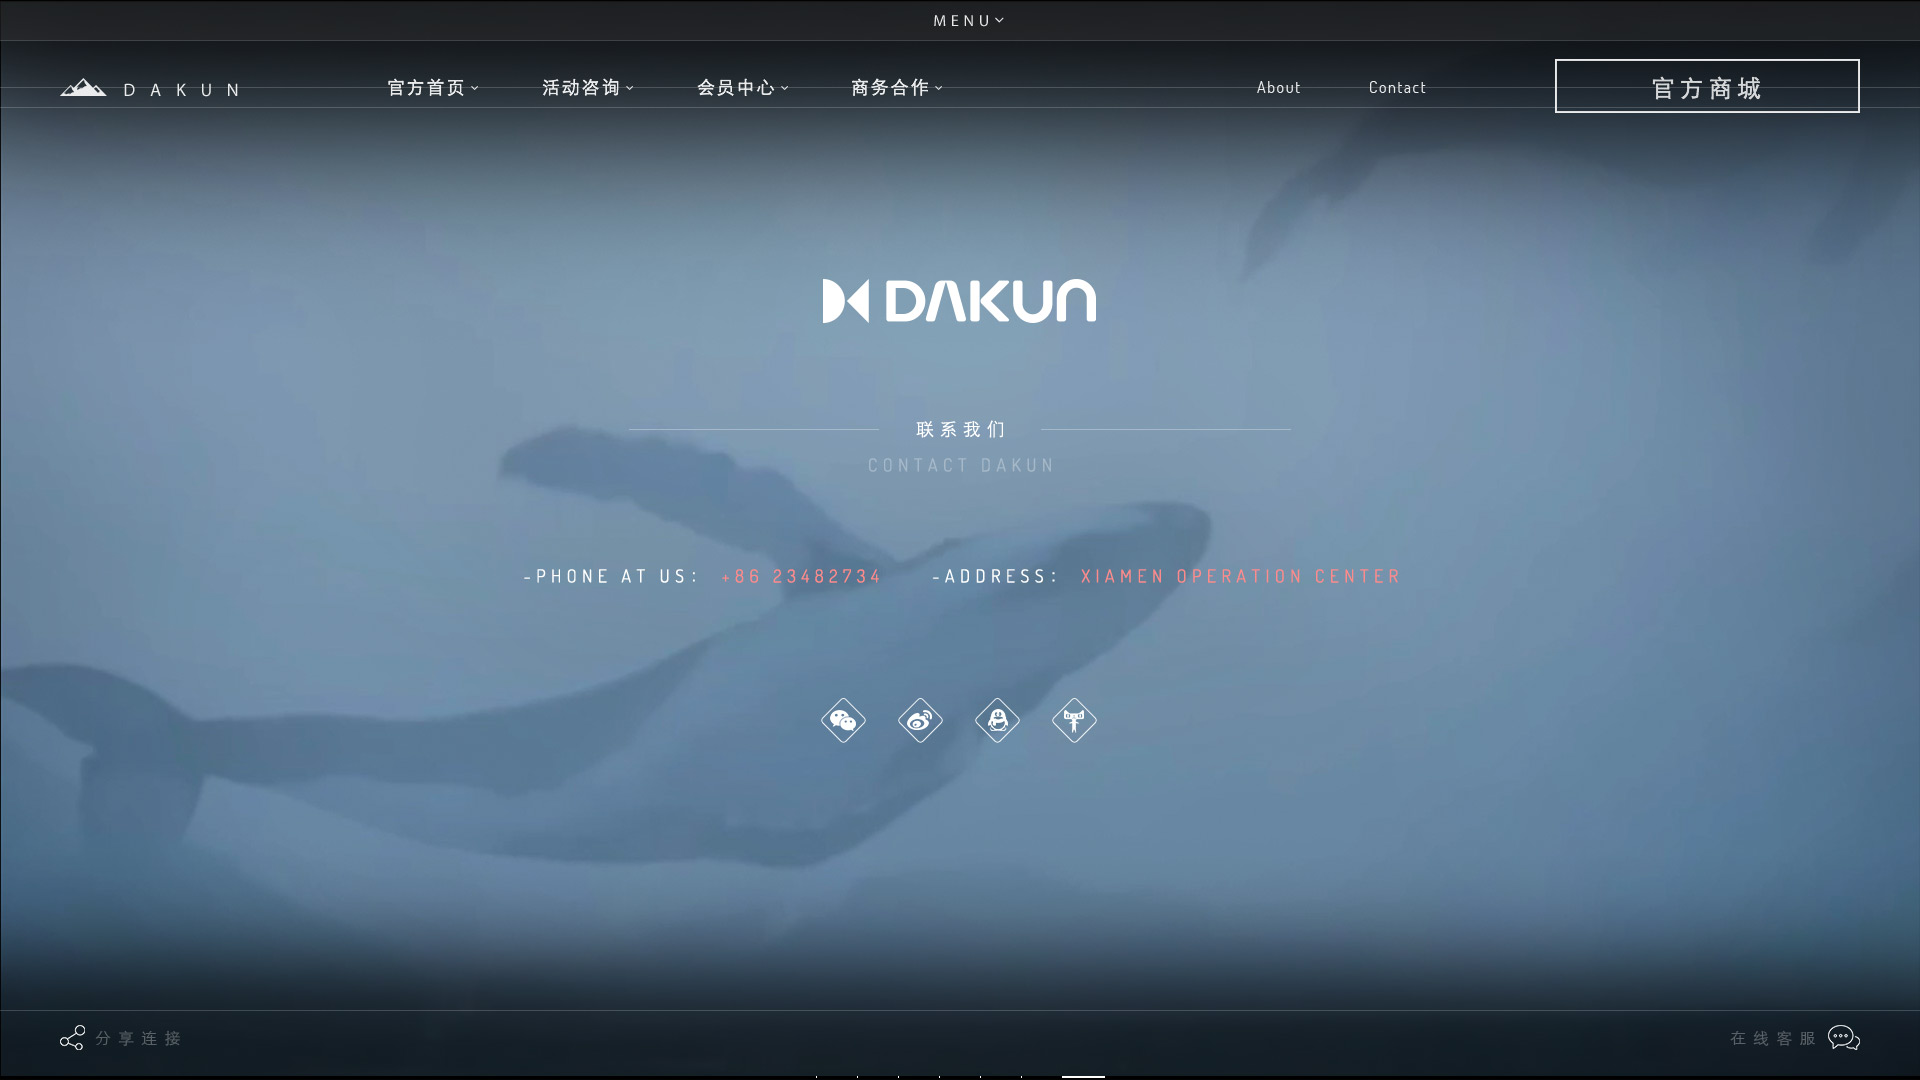 MENU
DAKUN
官方首页
活动咨询
会员中心
商务合作
About
Contact
官方商城
DAKUN
联系我们
CONTACT DAKUN
-PHONE AT US: +86 23482734
-ADDRESS: XIAMEN OPERATION CENTER
分享连接
在线客服